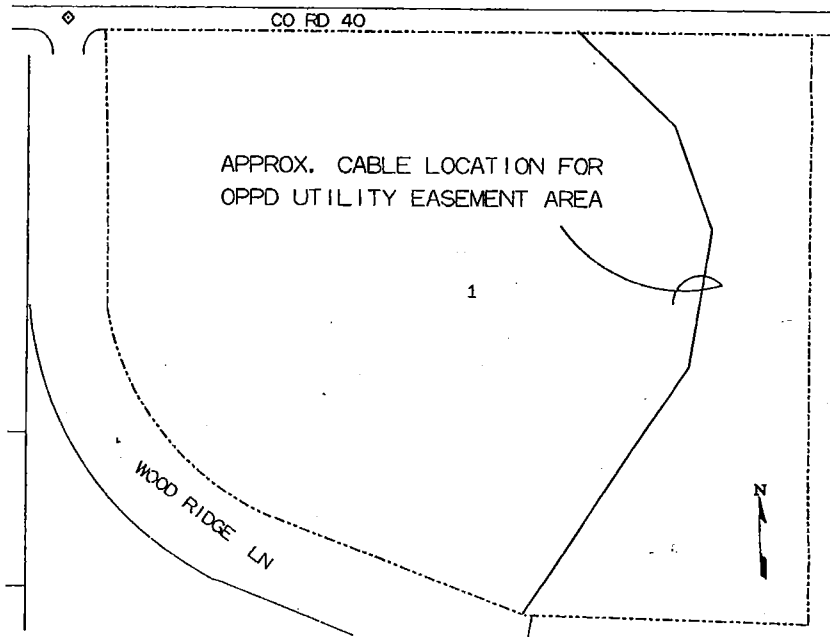 CO RD 40
APPROX. CABLE LOCATION FOR
OPPD UTILITY EASEMENT AREA
1
WOOD RIDGE LN
N